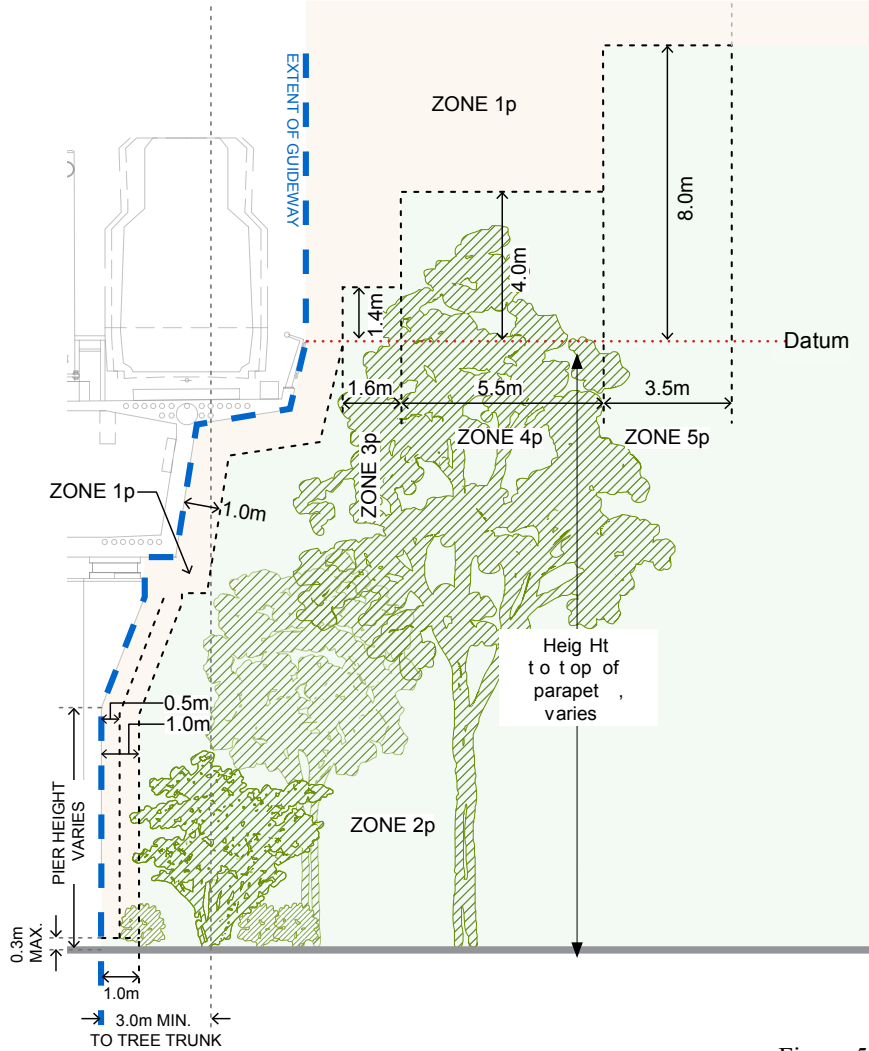 EXTENT OF GUIDEWAY
ZONE 1p
8.0m
4.0m
1.4m
Datum
1.6m
5.5m
3.5m
ZONE 3p
ZONE 4p
ZONE 5p
ZONE 1p
1.0m
Heig Ht
t o t op of
parapet ,
varies
0.5m
1.0m
PIER HEIGHT
VARIES
ZONE 2p
0.3m
MAX.
1.0m
3.0m MIN.
TO TREE TRUNK
Figure 5